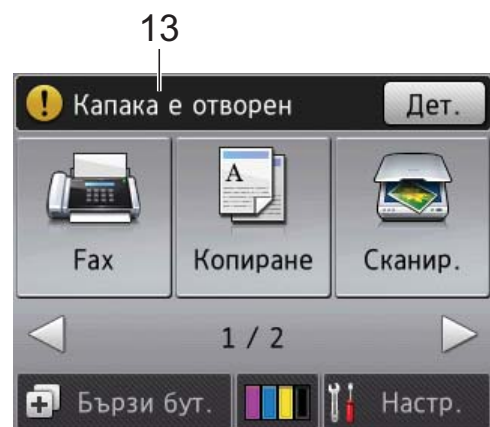 13
! Капака е отворен Дет.
A
Fax Копиране Сканир.
1 / 2
Бързи бут. Настр.